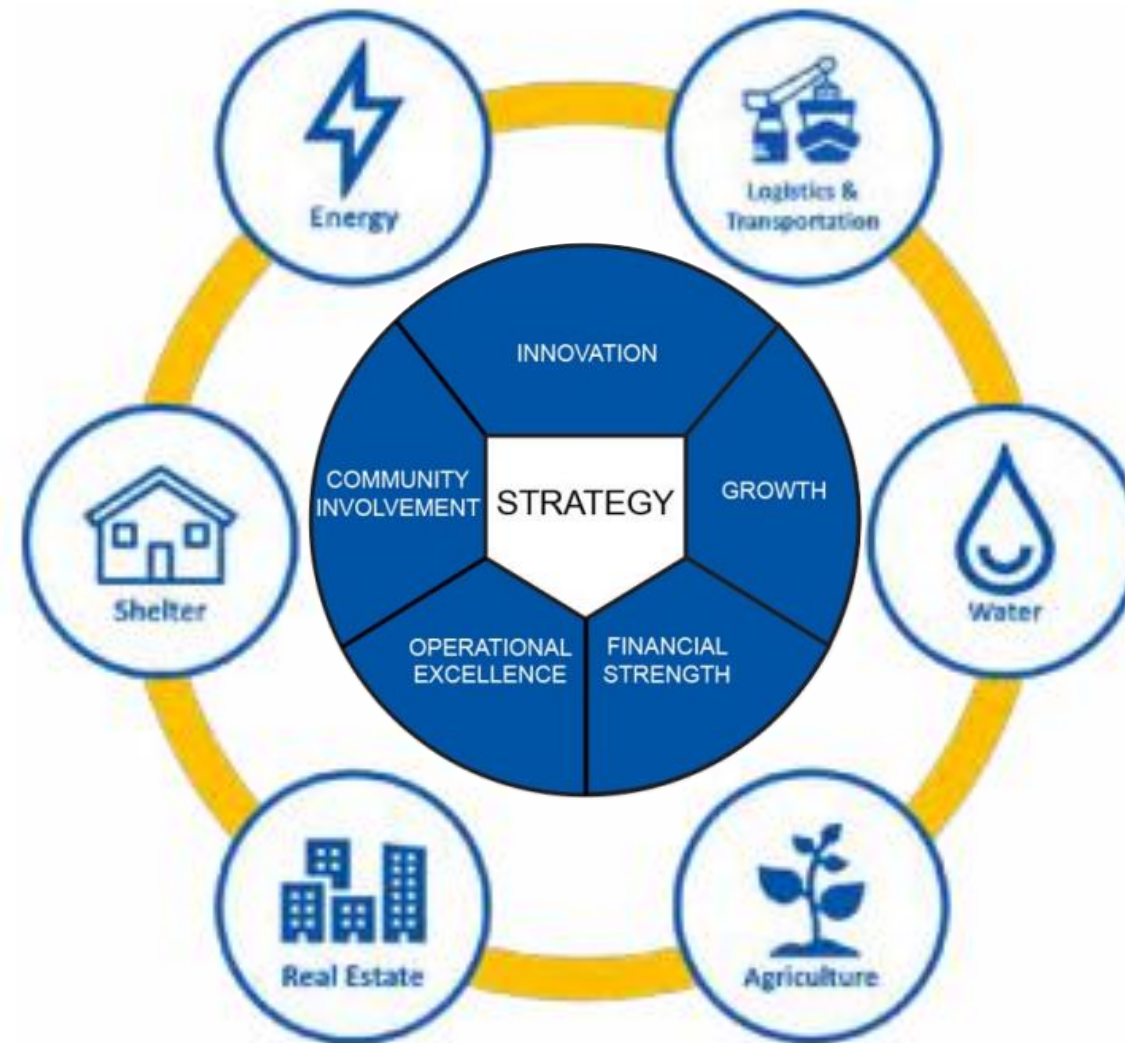 Energy
Logistics &
Transportation
INNOVATION
COMMUNITY
INVOLVEMENT
STRATEGY
GROWTH
Shelter
Water
OPERATIONAL
EXCELLENCE
FINANCIAL
STRENGTH
Real Estate
Agriculture